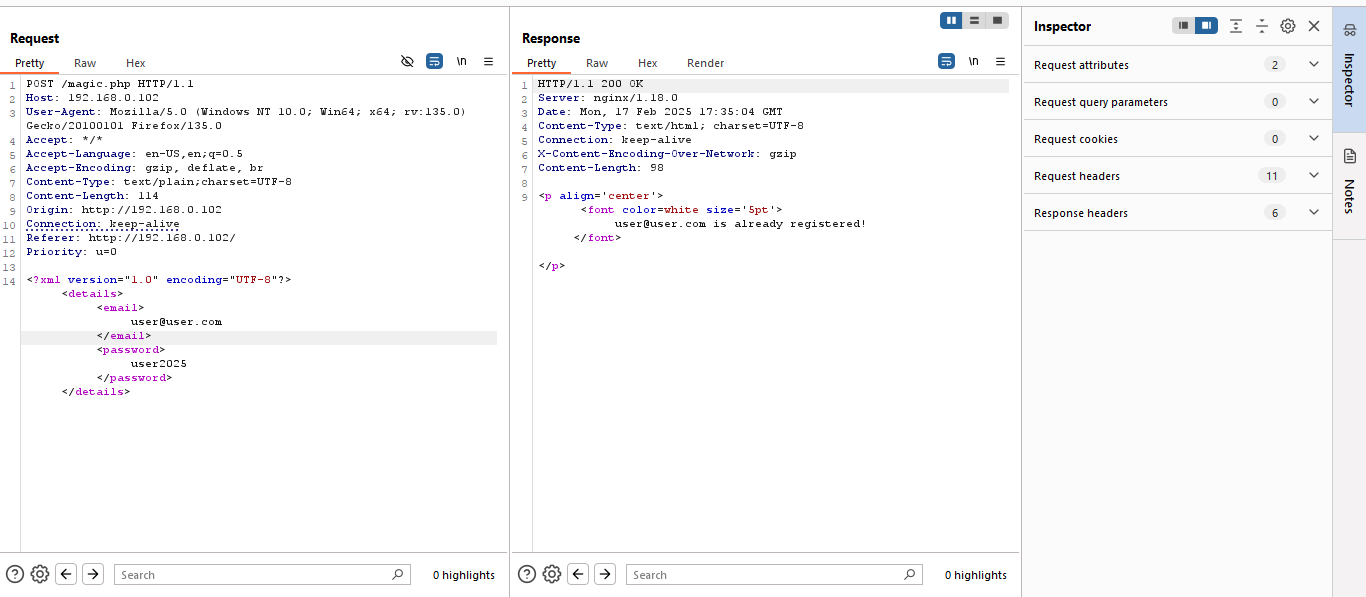 Request
Pretty Raw Hex \n
1 POST /magic.php HTTP/1.1
2 Host: 192.168.0.102
3 User-Agent: Mozilla/5.0 (Windows NT 10.0; Win64; x64; rv:135.0)
Gecko/20100101 Firefox/135.0
4 Accept: */*
5 Accept-Language: en-US,en;q=0.5
6 Accept-Encoding: gzip, deflate, br
7 Content-Type: text/plain;charset=UTF-8
8 Content-Length: 114
9 Origin: http://192.168.0.102
10 Connection: keep-alive
11 Referer: http://192.168.0.102/
12 Priority: u=0
13
14 <?xml version="1.0" encoding="UTF-8"?>
<details>
<email>
user@user.com
</email>
<password>
user2025
</password>
</details>
Search
0 highlights
Response
Pretty Raw Hex Render \n
1 HTTP/1.1 200 OK
2 Server: nginx/1.18.0
3 Date: Mon, 17 Feb 2025 17:35:04 GMT
4 Content-Type: text/html; charset=UTF-8
5 Connection: keep-alive
6 X-Content-Encoding-Over-Network: gzip
7 Content-Length: 98
8
9 <p align='center'>
<font color=white size='5pt'>
user@user.com is already registered!
</font>
</p>
Search
0 highlights
Inspector
Request attributes 2
Request query parameters 0
Request cookies 0
Request headers 11
Response headers 6
Inspector
Notes